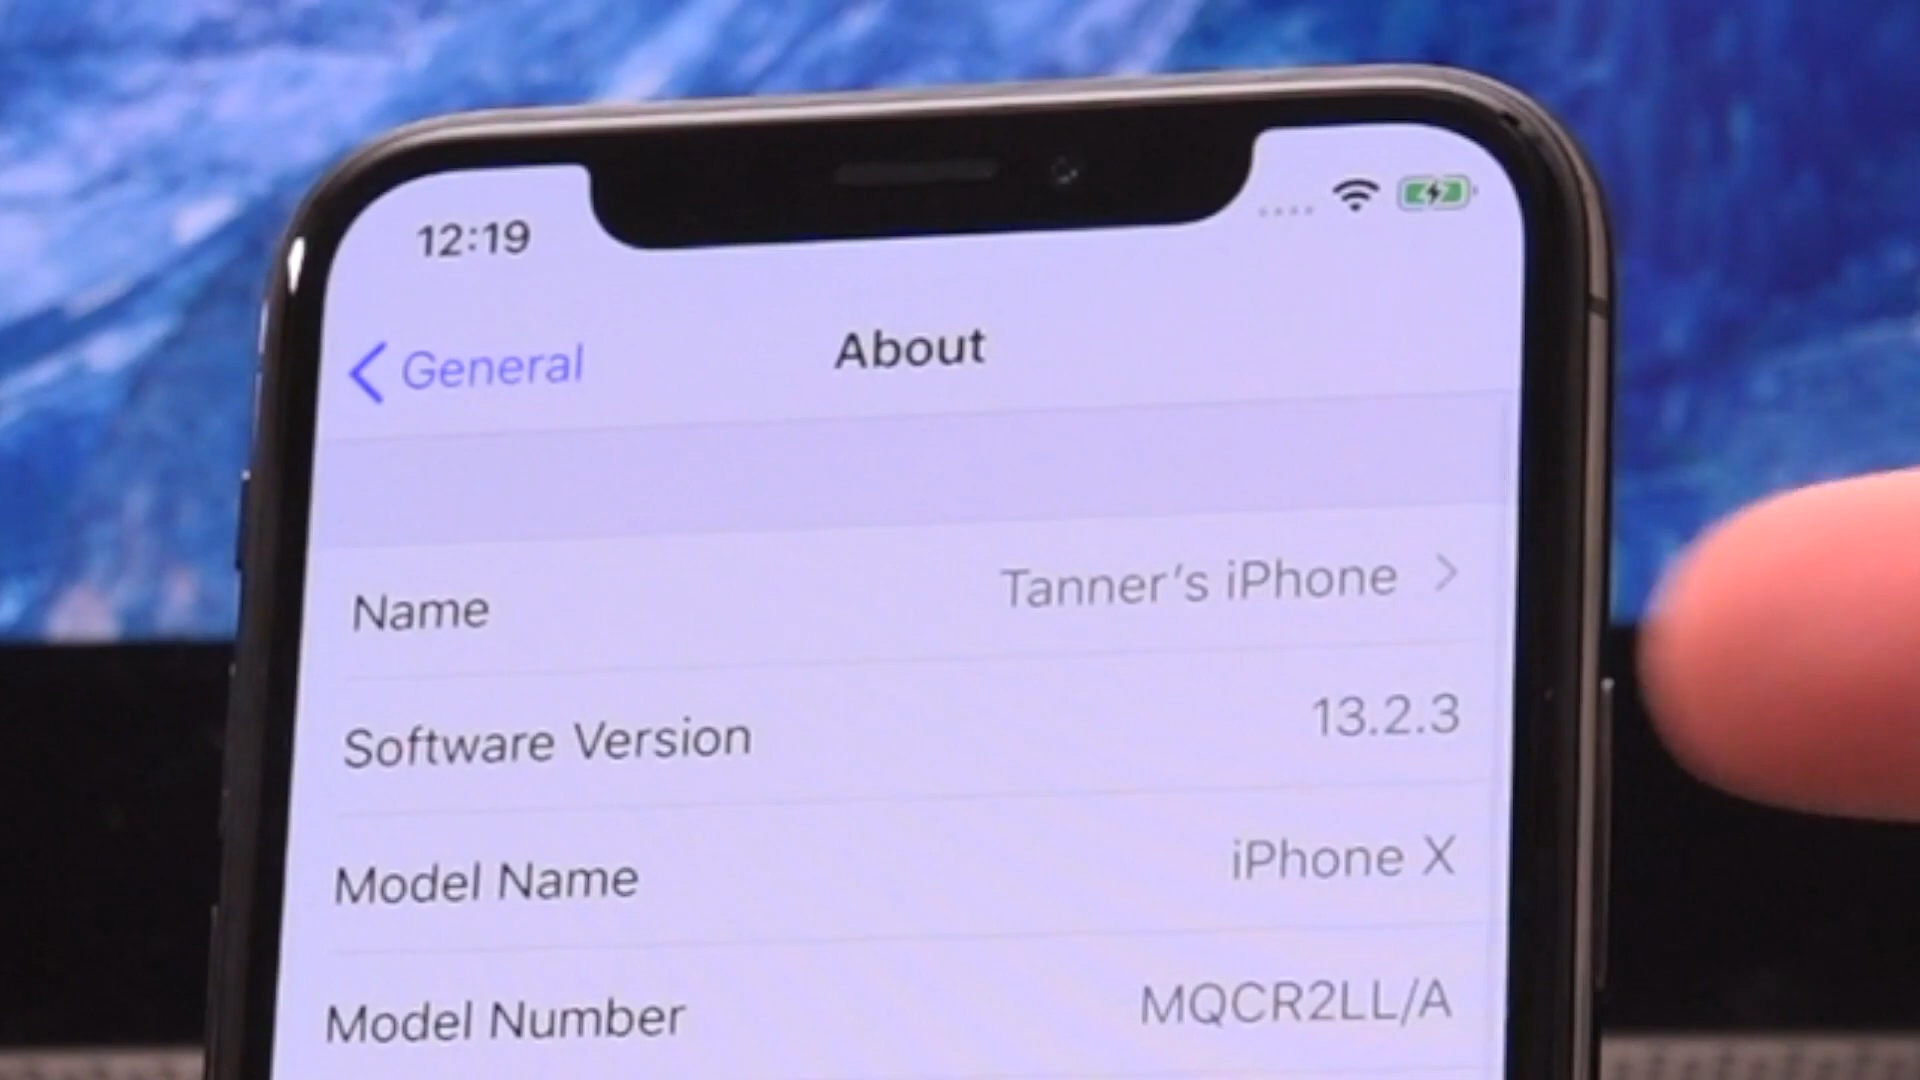 12:19
General
About
Name
Tanner's iPhone
Software Version
13.2.3
Model Name
iPhone X
Model Number
MQCR2LL/A